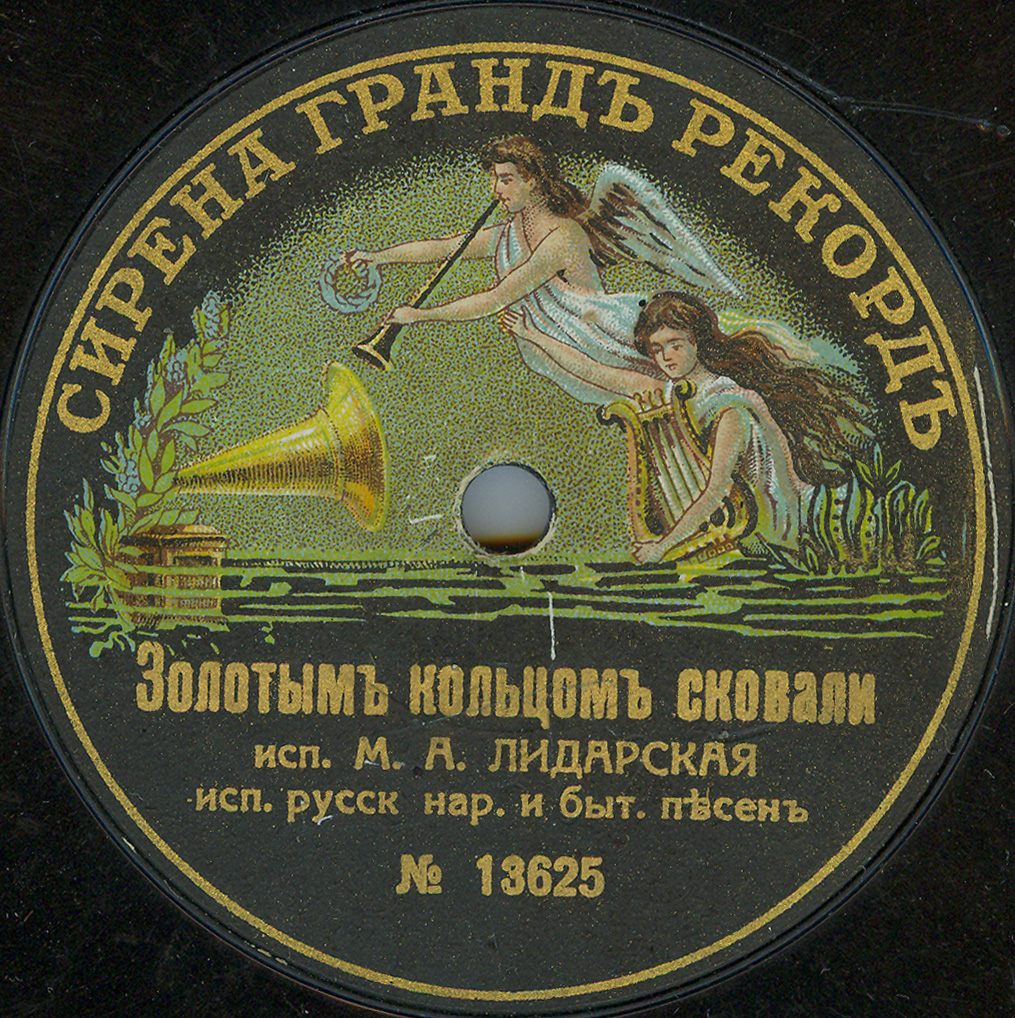 СИРЕНА ГРАНДЪ РЕКОРДЪ
Золотымъ кольцомъ сковали
исп. М. А. ЛИДАРСКАЯ
исп. русск нар. и быт. пѣсенъ
№ 13625